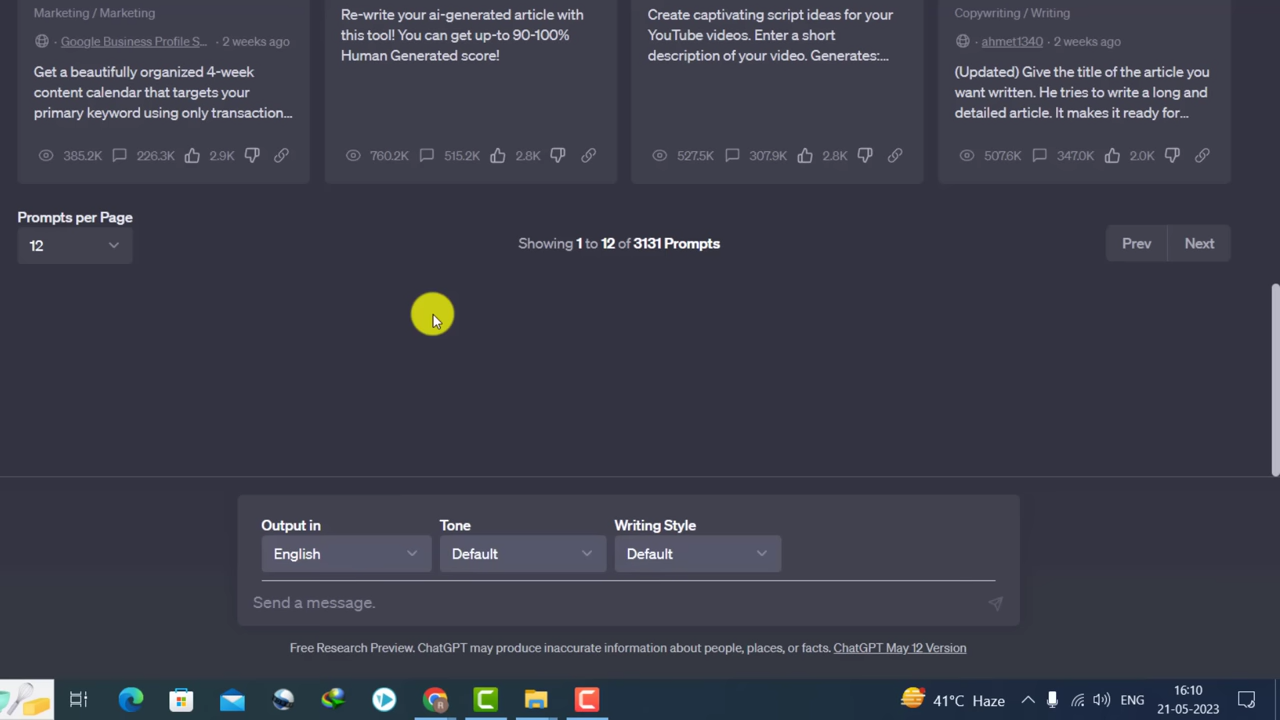 Marketing / Marketing
Google Business Profile S... · 2 weeks ago
Get a beautifully organized 4-week
content calendar that targets your
primary keyword using only transaction...
385.2K 226.3K 2.9K
Re-write your ai-generated article with
this tool! You can get up-to 90-100%
Human Generated score!
760.2K 515.2K 2.8K
Create captivating script ideas for your
YouTube videos. Enter a short
description of your video. Generates:...
527.5K 307.9K 2.8K
Copywriting / Writing
· ahmet1340 · 2 weeks ago
(Updated) Give the title of the article you
want written. He tries to write a long and
detailed article. It makes it ready for...
507.6K 347.0K 2.0K
Prompts per Page
12
Showing 1 to 12 of 3131 Prompts
Prev Next
Output in Tone Writing Style
English Default Default
Send a message.
Free Research Preview. ChatGPT may produce inaccurate information about people, places, or facts. ChatGPT May 12 Version
41°C Haze
ENG
16:10
21-05-2023